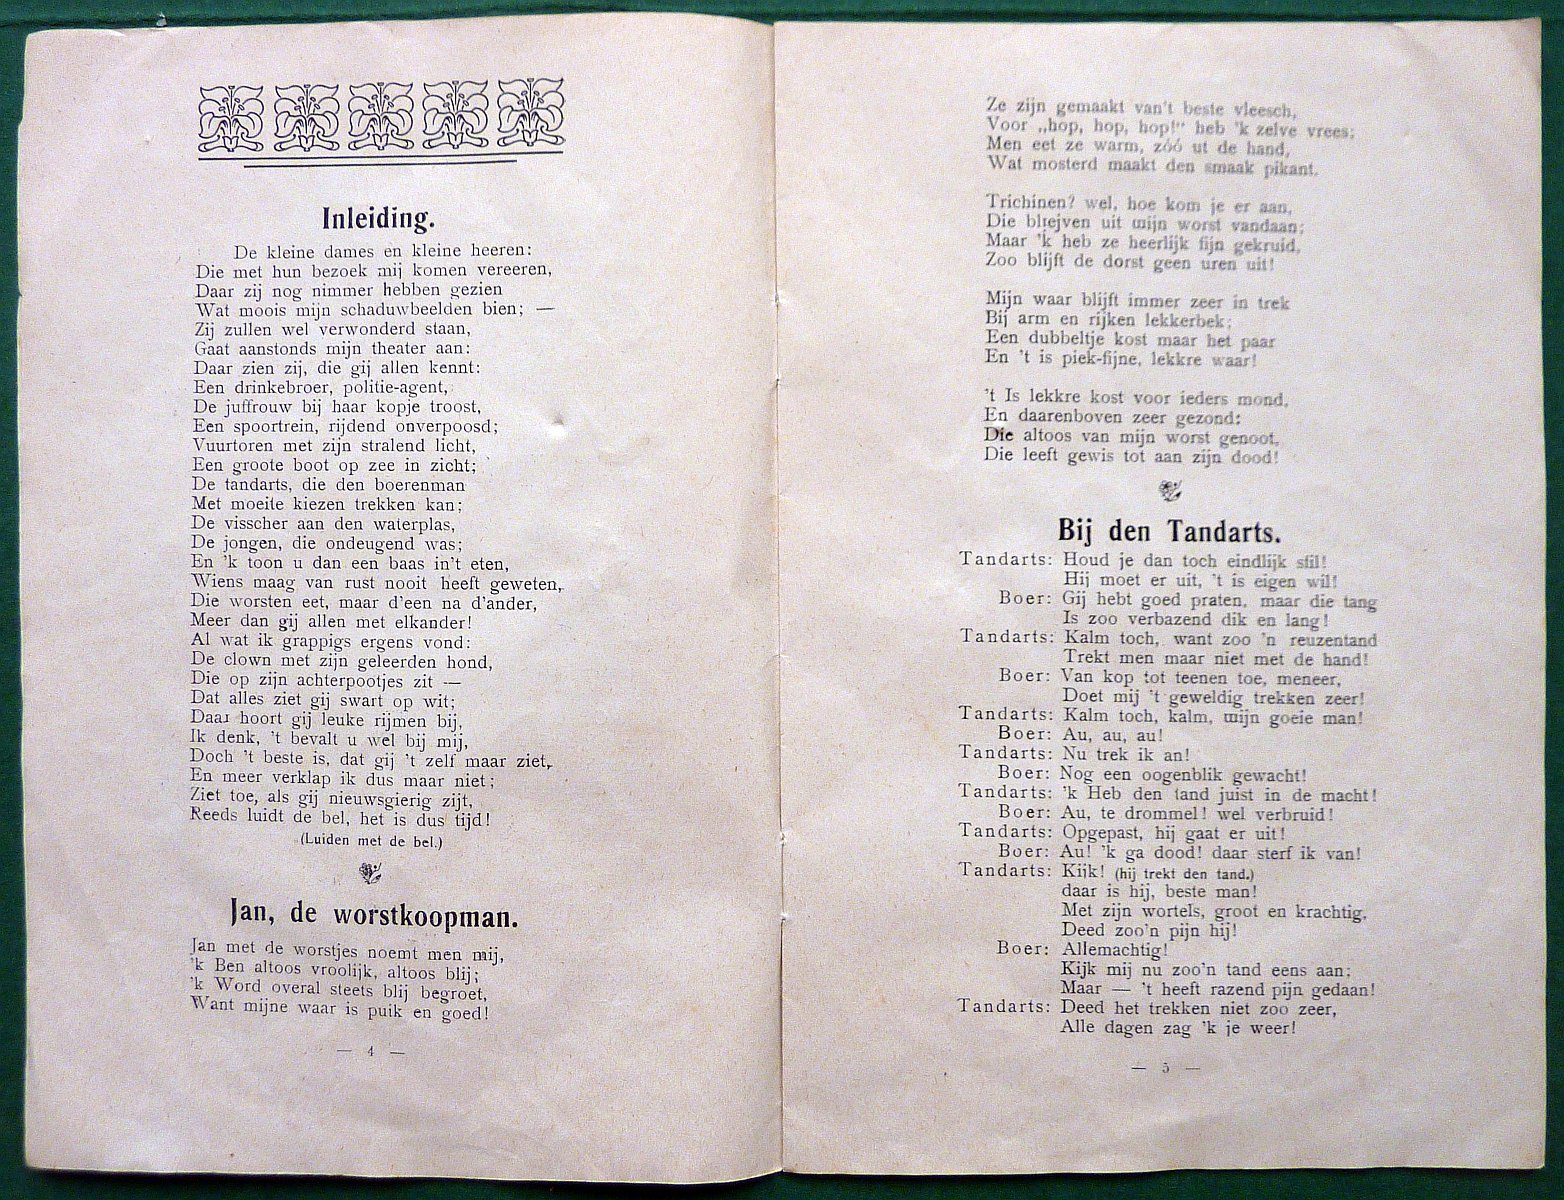 Inleiding.
De kleine dames en kleine heeren:
Die met hun bezoek mij komen vereeren,
Daar zij nog nimmer hebben gezien
Wat moois mijn schaduwbeelden bien; —
Zij zullen wel verwonderd staan,
Gaat aanstonds mijn theater aan:
Daar zien zij, die gij allen kennt:
Een drinkebroer, politie-agent,
De juffrouw bij haar kopje troost,
Een spoortrein, rijdend onverpoosd;
Vuurtoren met zijn stralend licht,
Een groote boot op zee in zicht;
De tandarts, die den boerenman
Met moeite kiezen trekken kan;
De visscher aan den waterplas,
De jongen, die ondeugend was;
En 'k toon u dan een baas in't eten,
Wiens maag van rust nooit heeft geweten,
Die worsten eet, maar d'een na d'ander,
Meer dan gij allen met elkander!
Al wat ik grappigs ergens vond:
De clown met zijn geleerden hond,
Die op zijn achterpootjes zit —
Dat alles ziet gij swart op wit;
Daar hoort gij leuke rijmen bij,
Ik denk, 't bevalt u wel bij mij,
Doch 't beste is, dat gij 't zelf maar ziet,
En meer verklap ik dus maar niet;
Ziet toe, als gij nieuwsgierig zijt,
Reeds luidt de bel, het is dus tijd!
(Luiden met de bel.)
Jan, de worstkoopman.
Jan met de worstjes noemt men mij,
'k Ben altoos vroolijk, altoos blij;
'k Word overal steets blij begroet,
Want mijne waar is puik en goed!
— 4 —
Ze zijn gemaakt van't beste vleesch,
Voor „hop, hop, hop!" heb 'k zelve vrees;
Men eet ze warm, zóó ut de hand,
Wat mosterd maakt den smaak pikant.
Trichinen? wel, hoe kom je er aan,
Die bliejven uit mijn worst vandaan;
Maar 'k heb ze heerlijk fijn gekruid,
Zoo blijft de dorst geen uren uit!
Mijn waar blijft immer zeer in trek
Bij arm en rijken lekkerbek;
Een dubbeltje kost maar het paar
En 't is piek-fijne, lekkre waar!
't Is lekkre kost voor ieders mond,
En daarenboven zeer gezond:
Die altoos van mijn worst genoot,
Die leeft gewis tot aan zijn dood!
Bij den Tandarts.
Tandarts: Houd je dan toch eindlijk stil!
Hij moet er uit, 't is eigen wil!
Boer: Gij hebt goed praten, maar die tang
Is zoo verbazend dik en lang!
Tandarts: Kalm toch, want zoo 'n reuzentand
Trekt men maar niet met de hand!
Boer: Van kop tot teenen toe, meneer,
Doet mij 't geweldig trekken zeer!
Tandarts: Kalm toch, kalm, mijn goeie man!
Boer: Au, au, au!
Tandarts: Nu trek ik an!
Boer: Nog een oogenblik gewacht!
Tandarts: 'k Heb den tand juist in de macht!
Boer: Au, te drommel! wel verbruid!
Tandarts: Opgepast, hij gaat er uit!
Boer: Au! 'k ga dood! daar sterf ik van!
Tandarts: Kijk! (hij trekt den tand.)
daar is hij, beste man!
Met zijn wortels, groot en krachtig,
Deed zoo'n pijn hij!
Boer: Allemachtig!
Kijk mij nu zoo'n tand eens aan;
Maar — 't heeft razend pijn gedaan!
Tandarts: Deed het trekken niet zoo zeer,
Alle dagen zag 'k je weer!
— 5 —